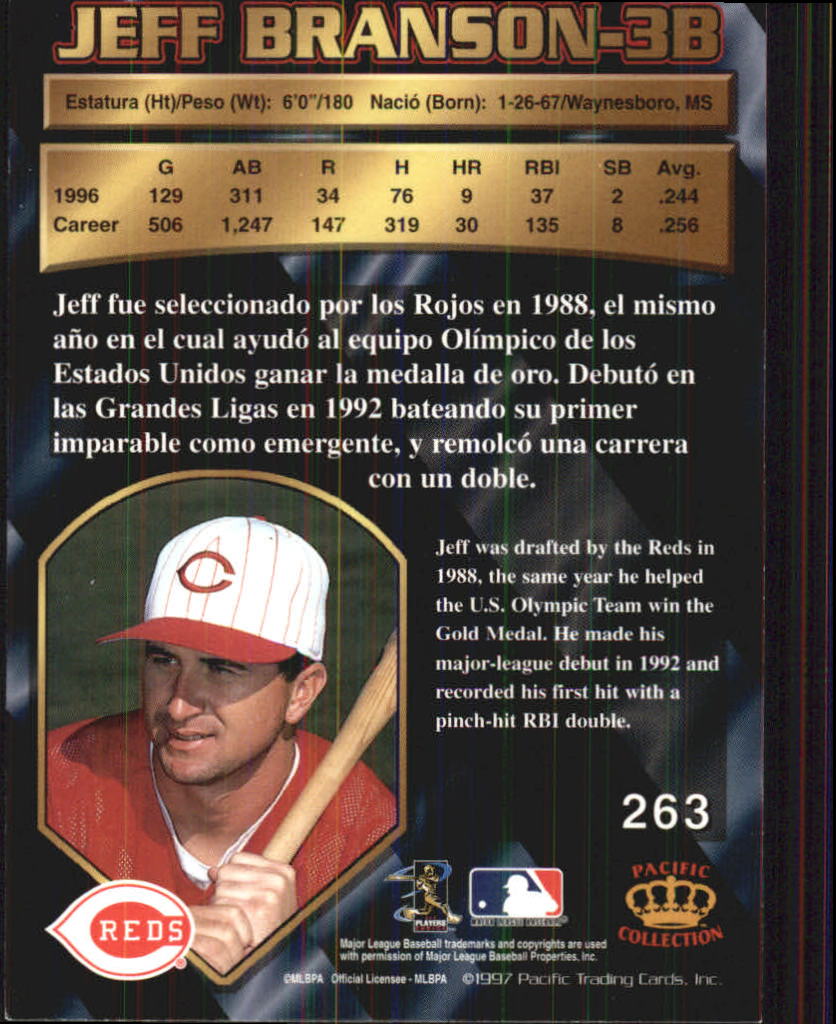 JEFF BRANSON-3B
Estatura (Ht)/Peso (Wt): 6'0"/180 Nació (Born): 1-26-67/Waynesboro, MS
G AB R H HR RBI SB Avg.
1996 129 311 34 76 9 37 2 .244
Career 506 1,247 147 319 30 135 8 .256
Jeff fue seleccionado por los Rojos en 1988, el mismo
año en el cual ayudó al equipo Olímpico de los
Estados Unidos ganar la medalla de oro. Debutó en
las Grandes Ligas en 1992 bateando su primer
imparable como emergente, y remolcó una carrera
con un doble.
Jeff was drafted by the Reds in
1988, the same year he helped
the U.S. Olympic Team win the
Gold Medal. He made his
major-league debut in 1992 and
recorded his first hit with a
pinch-hit RBI double.
263
C
REDS®
PLAYERS
CHOICE
MAJOR LEAGUE BASEBALL®
PACIFIC
COLLECTION
Major League Baseball trademarks and copyrights are used
with permission of Major League Baseball Properties, Inc.
©MLBPA Official Licensee - MLBPA ©1997 Pacific Trading Cards, Inc.